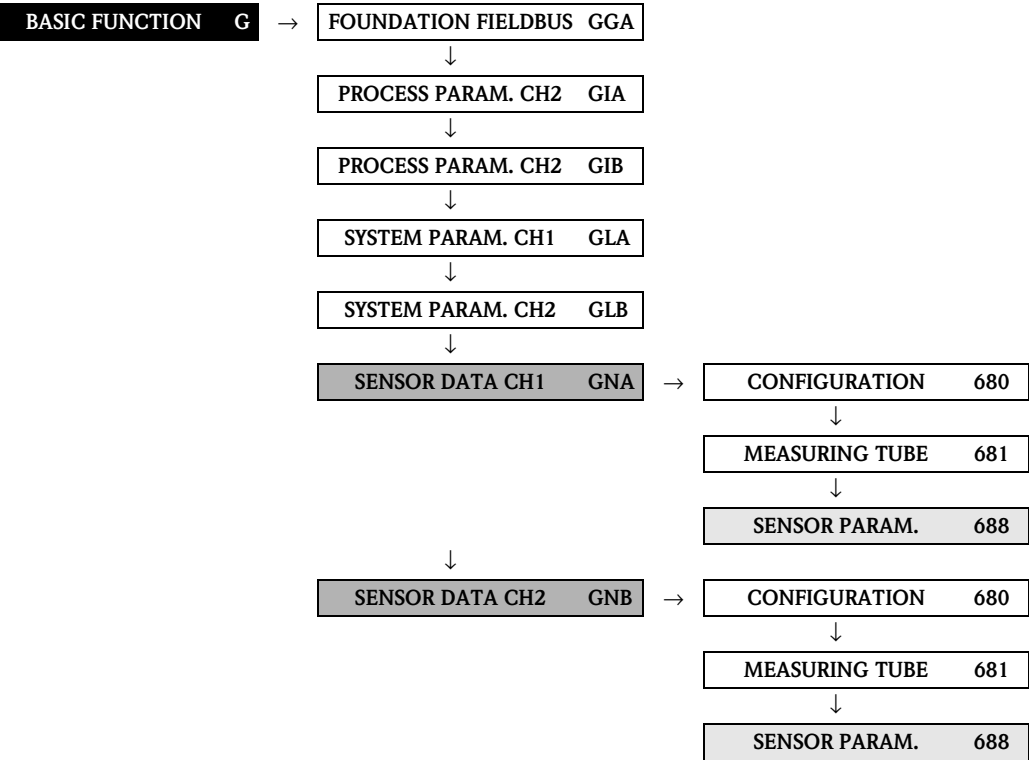 BASIC FUNCTION G → FOUNDATION FIELDBUS GGA
↓
PROCESS PARAM. CH2 GIA
↓
PROCESS PARAM. CH2 GIB
↓
SYSTEM PARAM. CH1 GLA
↓
SYSTEM PARAM. CH2 GLB
↓
SENSOR DATA CH1 GNA → CONFIGURATION 680
↓
MEASURING TUBE 681
↓
SENSOR PARAM. 688
↓
SENSOR DATA CH2 GNB → CONFIGURATION 680
↓
MEASURING TUBE 681
↓
SENSOR PARAM. 688